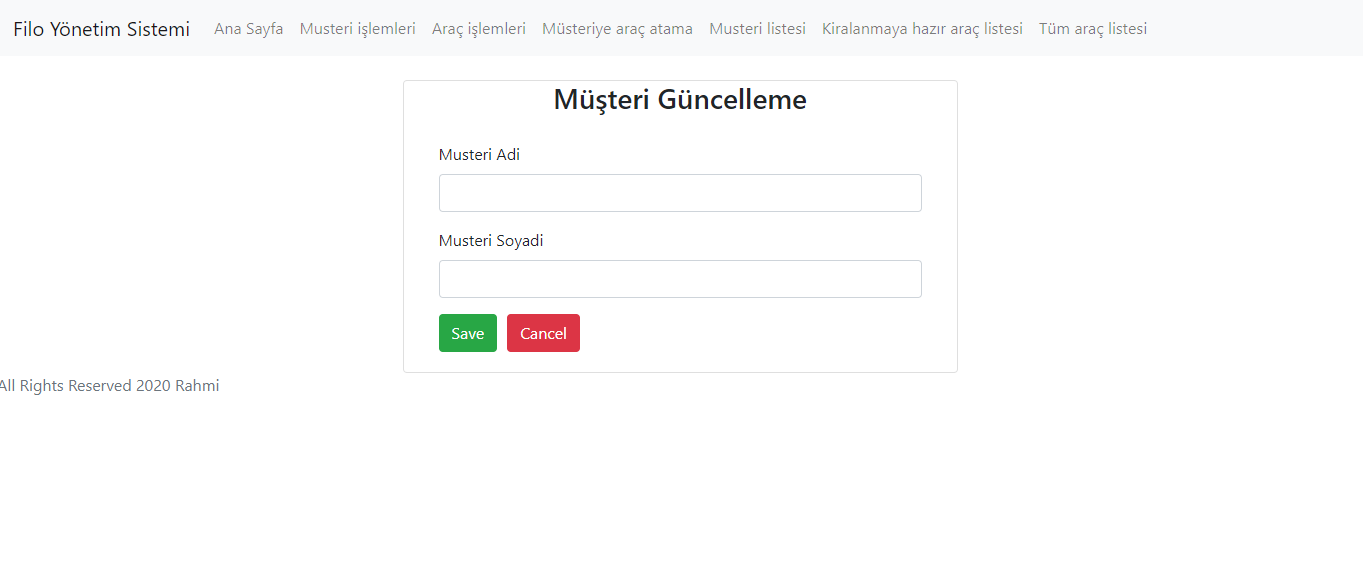 Filo Yönetim Sistemi Ana Sayfa Musteri işlemleri Araç işlemleri Müsteriye araç atama Musteri listesi Kiralanmaya hazır araç listesi Tüm araç listesi
Müşteri Güncelleme
Musteri Adi
Musteri Soyadi
Save Cancel
All Rights Reserved 2020 Rahmi